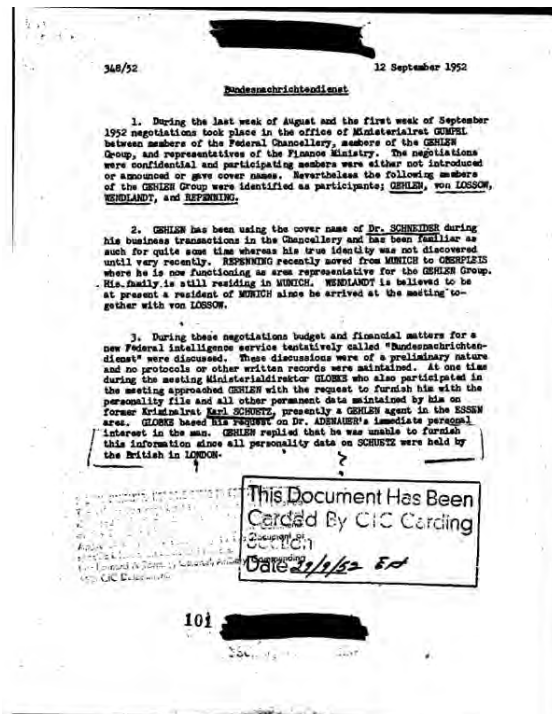 348/52
12 September 1952
Bundesnachrichtendienst
1. During the last week of August and the first week of September
1952 negotiations took place in the office of Ministerialrat GUMBEL
between members of the Federal Chancellery, members of the GEHLEN
Group, and representatives of the Finance Ministry. The negotiations
were confidential and participating members were either not introduced
or announced or gave cover names. Nevertheless the following members
of the GEHLEN Group were identified as participants; GEHLEN, von LOSSOW,
WENDLANDT, and REPENNING.
2. GEHLEN has been using the cover name of Dr. SCHNEIDER during
his business transactions in the Chancellery and has been familiar as
such for quite some time whereas his true identity was not discovered
until very recently. REPENNING recently moved from MUNICH to OBERPLEIS
where he is now functioning as area representative for the GEHLEN Group.
His family is still residing in MUNICH. WENDLANDT is believed to be
at present a resident of MUNICH since he arrived at the meeting to-
gether with von LOSSOW.
3. During these negotiations budget and financial matters for a
new Federal intelligence service tentatively called "Bundesnachrichten-
dienst" were discussed. These discussions were of a preliminary nature
and no protocols or other written records were maintained. At one time
during the meeting Ministerialdirektor GLOBKE who also participated in
the meeting approached GEHLEN with the request to furnish him with the
personality file and all other permanent data maintained by him on
former Kriminalrat Karl SCHUETZ, presently a GEHLEN agent in the ESSEN
area. GLOBKE based his request on Dr. ADENAUER's immediate personal
interest in the man. GEHLEN replied that he was unable to furnish
this information since all personality data on SCHUETZ were held by
the British in LONDON.
?
This Document Has Been
Carded By CIC Carding
Section
Date 29/9/52
101